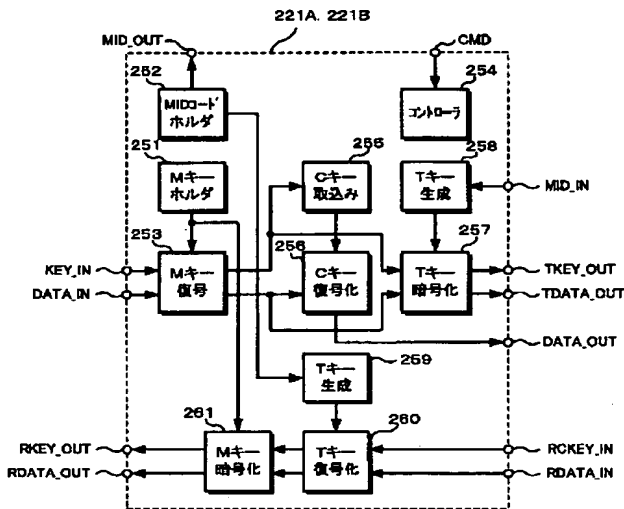 221A, 221B
MID_OUT
CMD
252
MIDコード
ホルダ
254
コントローラ
251
Mキー
ホルダ
255
Cキー
取込み
258
Tキー
生成
MID_IN
253
Mキー
復号
256
Cキー
復号化
257
Tキー
暗号化
KEY_IN
DATA_IN
TKEY_OUT
TDATA_OUT
DATA_OUT
259
Tキー
生成
261
Mキー
暗号化
260
Tキー
復号化
RKEY_OUT
RDATA_OUT
RCKEY_IN
RDATA_IN